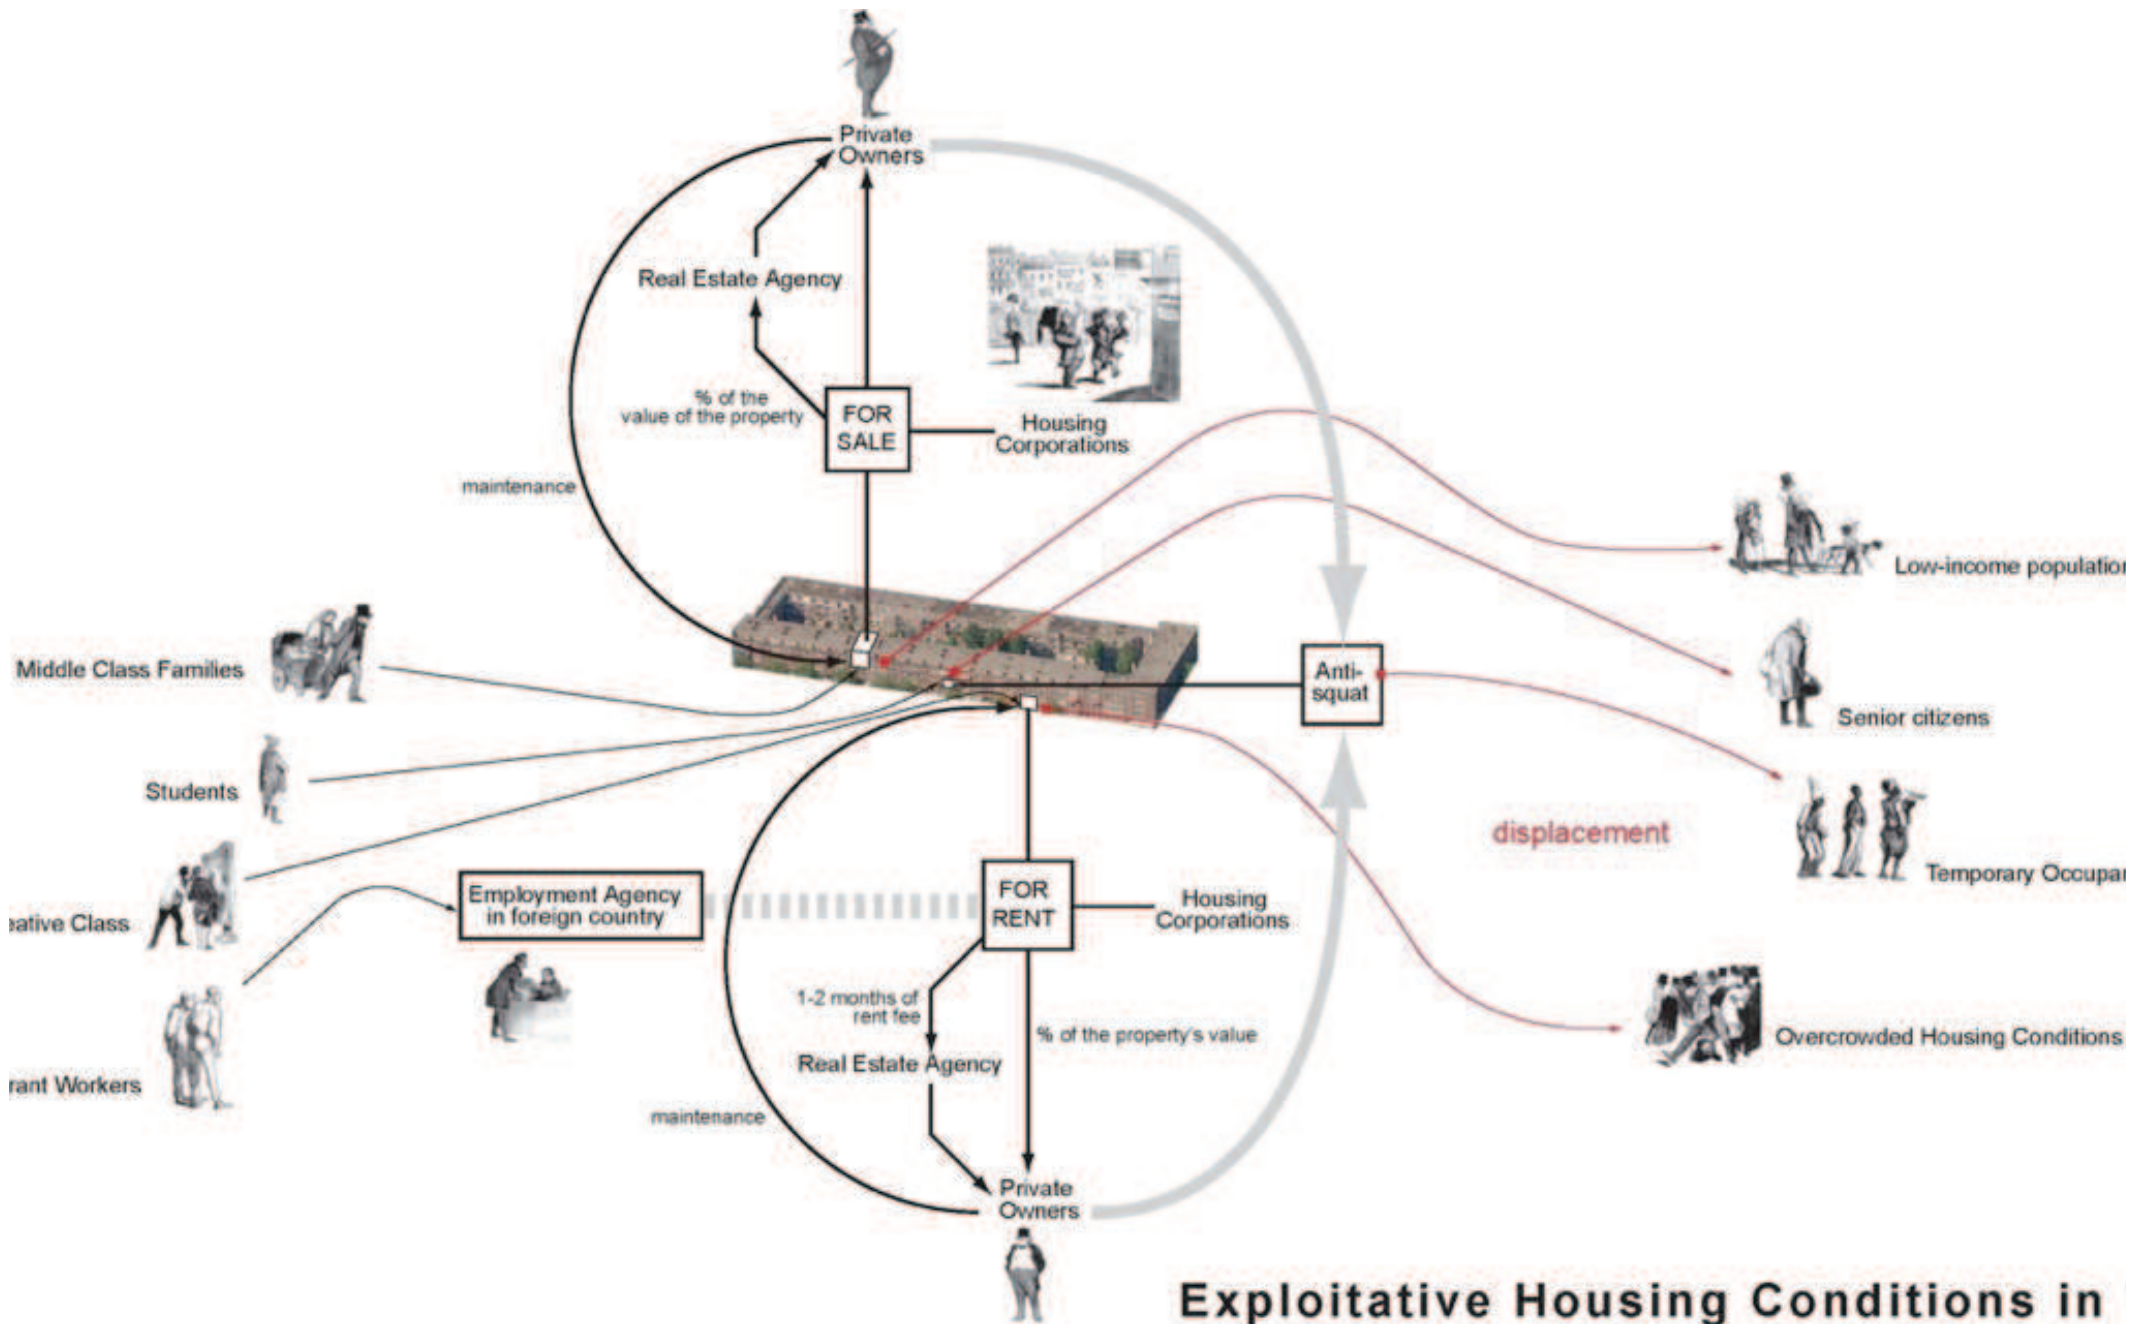 Private
Owners
Real Estate Agency
% of the
value of the property
FOR
SALE
Housing
Corporations
maintenance
Low-income population
Middle Class Families
Anti-
squat
Senior citizens
Students
displacement
Temporary Occupan
eative Class
Employment Agency
in foreign country
FOR
RENT
Housing
Corporations
1-2 months of
rent fee
% of the property's value
Real Estate Agency
Overcrowded Housing Conditions
rant Workers
maintenance
Private
Owners
Exploitative Housing Conditions in